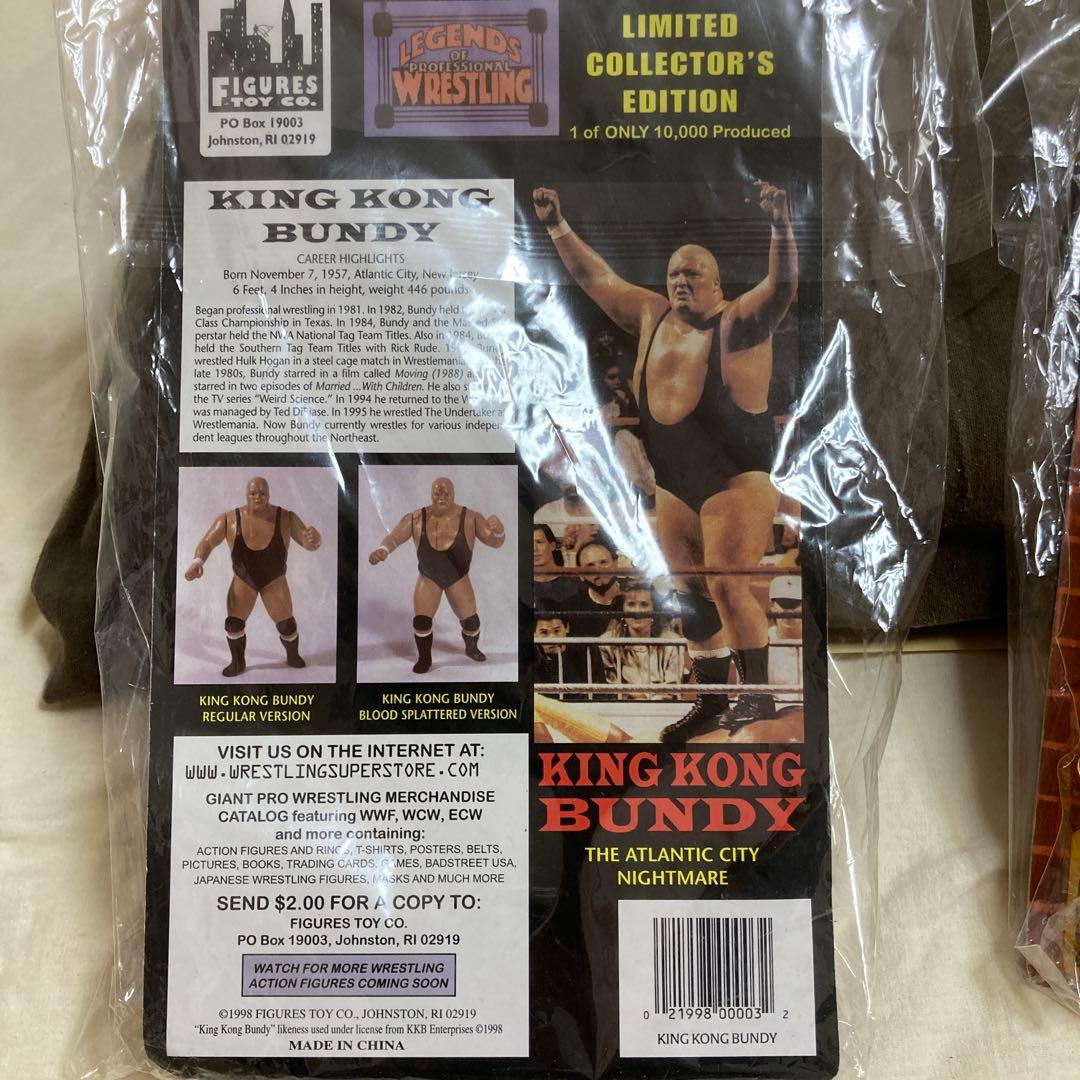 FIGURES
TOY CO.
PO Box 19003
Johnston, RI 02919
LEGENDS
OF
PROFESSIONAL
WRESTLING
LIMITED
COLLECTOR'S
EDITION
1 of ONLY 10,000 Produced
KING KONG
BUNDY
CAREER HIGHLIGHTS
Born November 7, 1957, Atlantic City, New Jersey
6 Feet, 4 Inches in height, weight 446 pounds
Began professional wrestling in 1981. In 1982, Bundy held
Class Championship in Texas. In 1984, Bundy and the
perstar held the NWA National Tag Team Titles. Also in 1984,
held the Southern Tag Team Titles with Rick Rude.
wrestled Hulk Hogan in a steel cage match in Wrestlemania
late 1980s, Bundy starred in a film called Moving (1988)
starred in two episodes of Married ...With Children. He also
the TV series "Weird Science." In 1994 he returned to the
was managed by Ted DiBiase. In 1995 he wrestled The Undertaker
Wrestlemania. Now Bundy currently wrestles for various indepen
dent leagues throughout the Northeast.
KING KONG BUNDY
REGULAR VERSION
KING KONG BUNDY
BLOOD SPLATTERED VERSION
VISIT US ON THE INTERNET AT:
WWW.WRESTLINGSUPERSTORE.COM
GIANT PRO WRESTLING MERCHANDISE
CATALOG featuring WWF, WCW, ECW
and more containing:
ACTION FIGURES AND RINGS, T-SHIRTS, POSTERS, BELTS,
PICTURES, BOOKS, TRADING CARDS, GAMES, BADSTREET USA,
JAPANESE WRESTLING FIGURES, MASKS AND MUCH MORE
SEND $2.00 FOR A COPY TO:
FIGURES TOY CO.
PO Box 19003, Johnston, RI 02919
WATCH FOR MORE WRESTLING
ACTION FIGURES COMING SOON
©1998 FIGURES TOY CO., JOHNSTON, RI 02919
"King Kong Bundy" likeness used under license from KKB Enterprises ©1998
MADE IN CHINA
KING KONG
BUNDY
THE ATLANTIC CITY
NIGHTMARE
0 21998 00003 2
KING KONG BUNDY